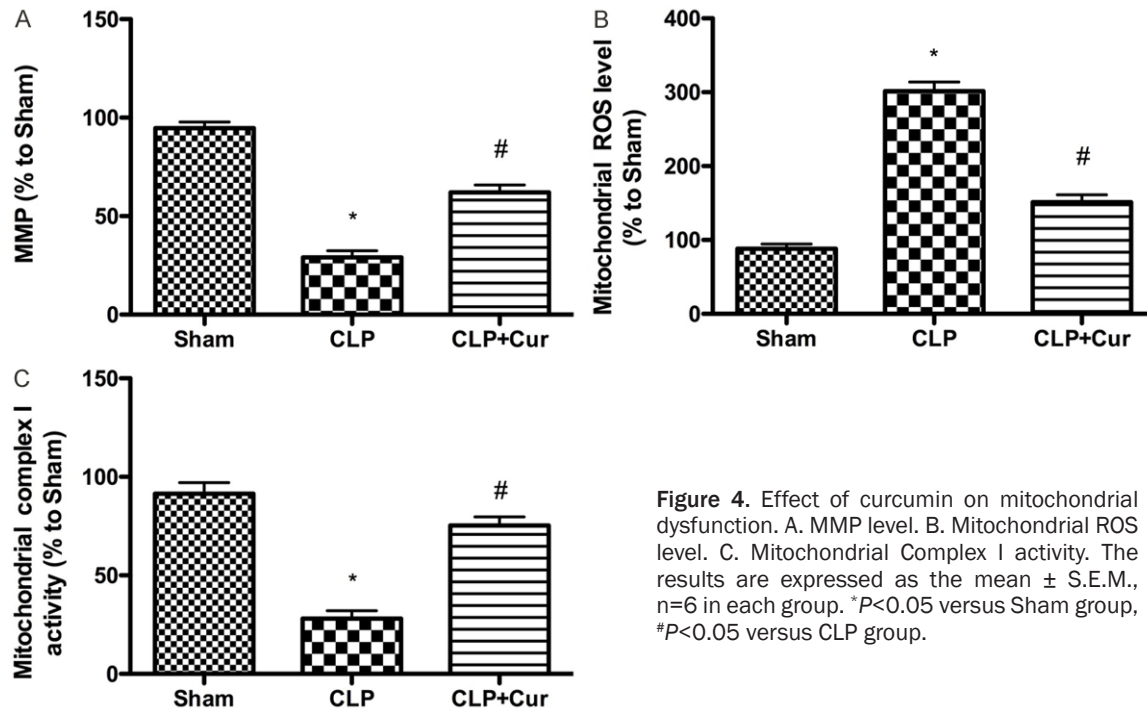 A
150
100
50
0
MMP (% to Sham)
*
#
Sham CLP CLP+Cur
B
400
300
200
100
0
Mitochondrial ROS level
(% to Sham)
*
#
Sham CLP CLP+Cur
C
150
100
50
0
Mitochondrial complex I
activity (% to Sham)
*
#
Sham CLP CLP+Cur
Figure 4. Effect of curcumin on mitochondrial
dysfunction. A. MMP level. B. Mitochondrial ROS
level. C. Mitochondrial Complex I activity. The
results are expressed as the mean ± S.E.M.,
n=6 in each group. *P<0.05 versus Sham group,
#P<0.05 versus CLP group.